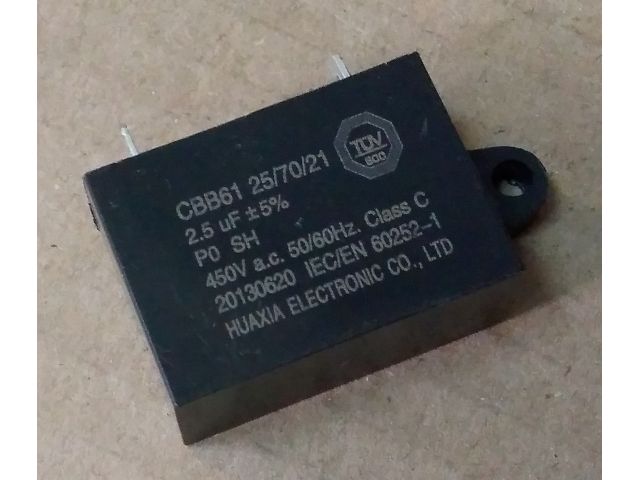 CBB61 25/70/21
2.5 uF ±5%
P0 SH
450V a.c. 50/60Hz. Class C
20130620 IEC/EN 60252-1
HUAXIA ELECTRONIC CO., LTD
TÜV
600